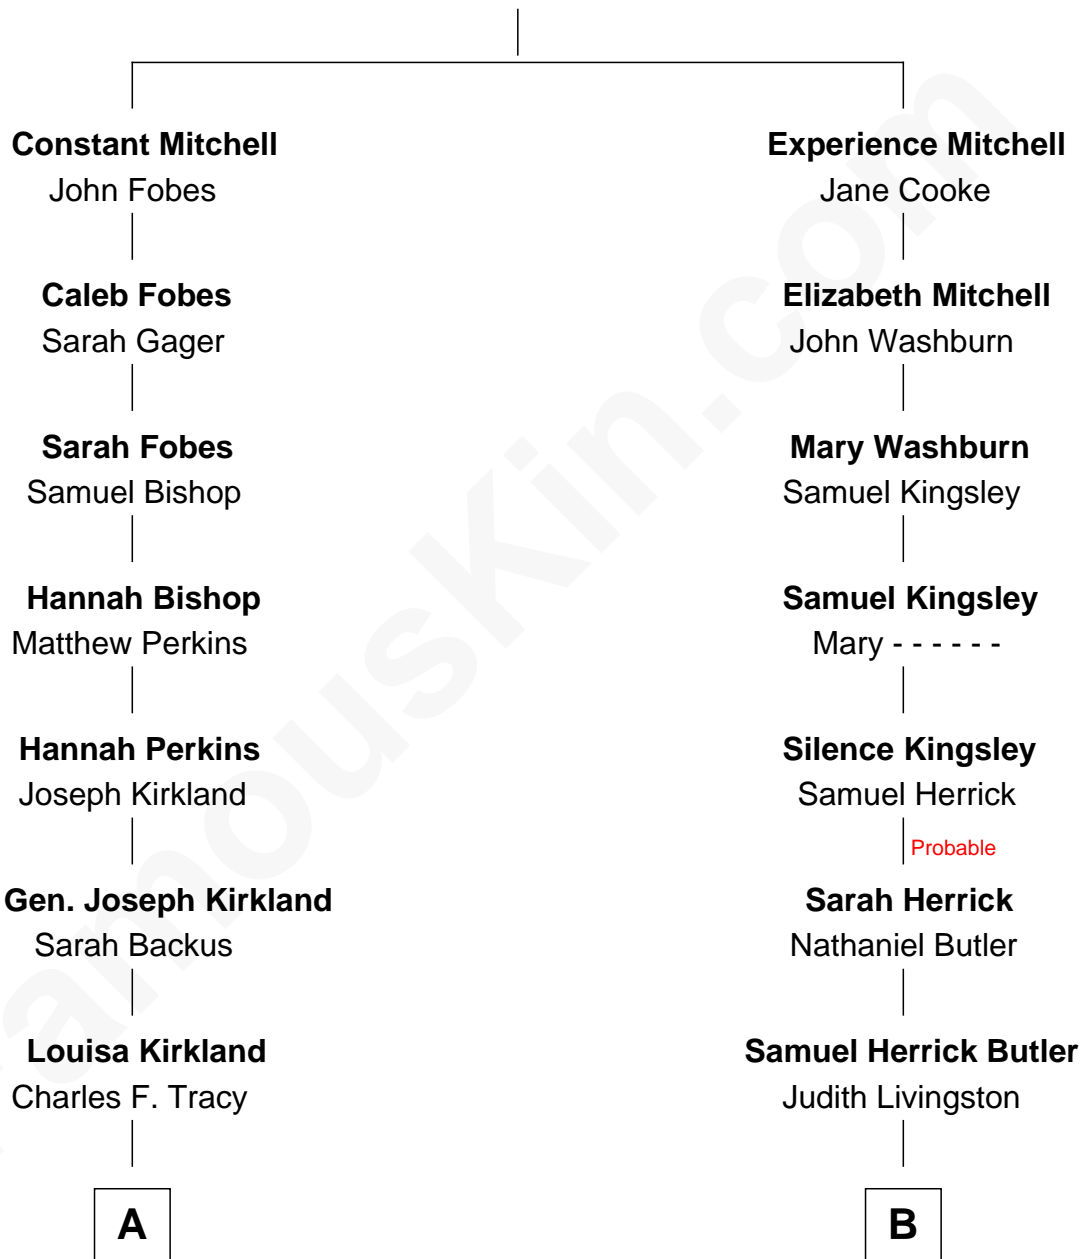 Constant Mitchell
John Fobes
Caleb Fobes
Sarah Gager
Sarah Fobes
Samuel Bishop
Hannah Bishop
Matthew Perkins
Hannah Perkins
Joseph Kirkland
Gen. Joseph Kirkland
Sarah Backus
Louisa Kirkland
Charles F. Tracy
A
Experience Mitchell
Jane Cooke
Elizabeth Mitchell
John Washburn
Mary Washburn
Samuel Kingsley
Samuel Kingsley
Mary - - - - - -
Silence Kingsley
Samuel Herrick
Probable
Sarah Herrick
Nathaniel Butler
Samuel Herrick Butler
Judith Livingston
B
FamousKin.com